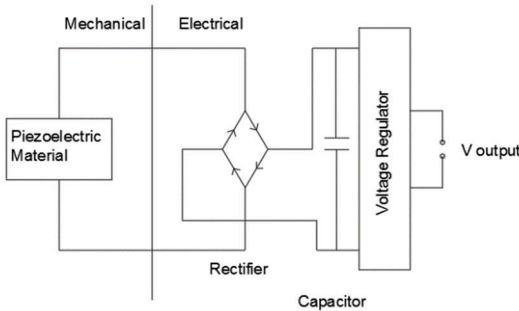 Mechanical
Electrical
Piezoelectric
Material
Voltage Regulator
V output
Rectifier
Capacitor